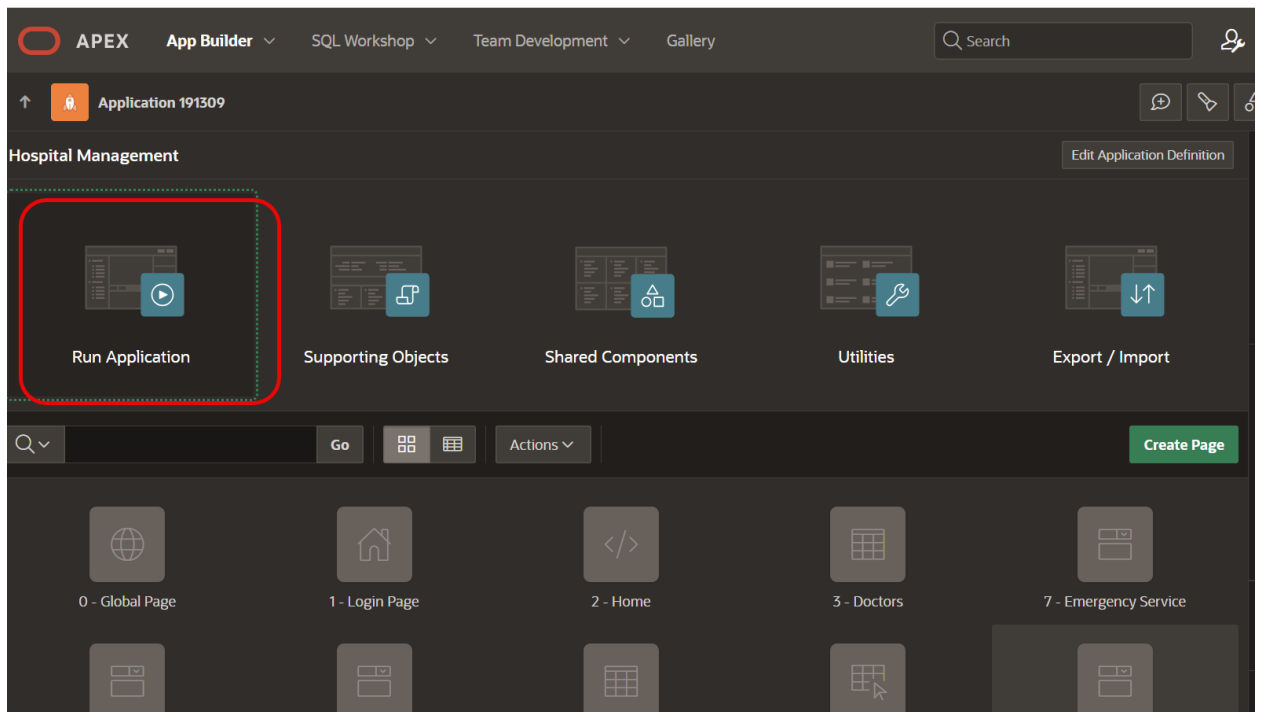 APEX App Builder SQL Workshop Team Development Gallery Search
Application 191309
Hospital Management Edit Application Definition
Run Application Supporting Objects Shared Components Utilities Export / Import
Go Actions Create Page
0 - Global Page 1 - Login Page 2 - Home 3 - Doctors 7 - Emergency Service